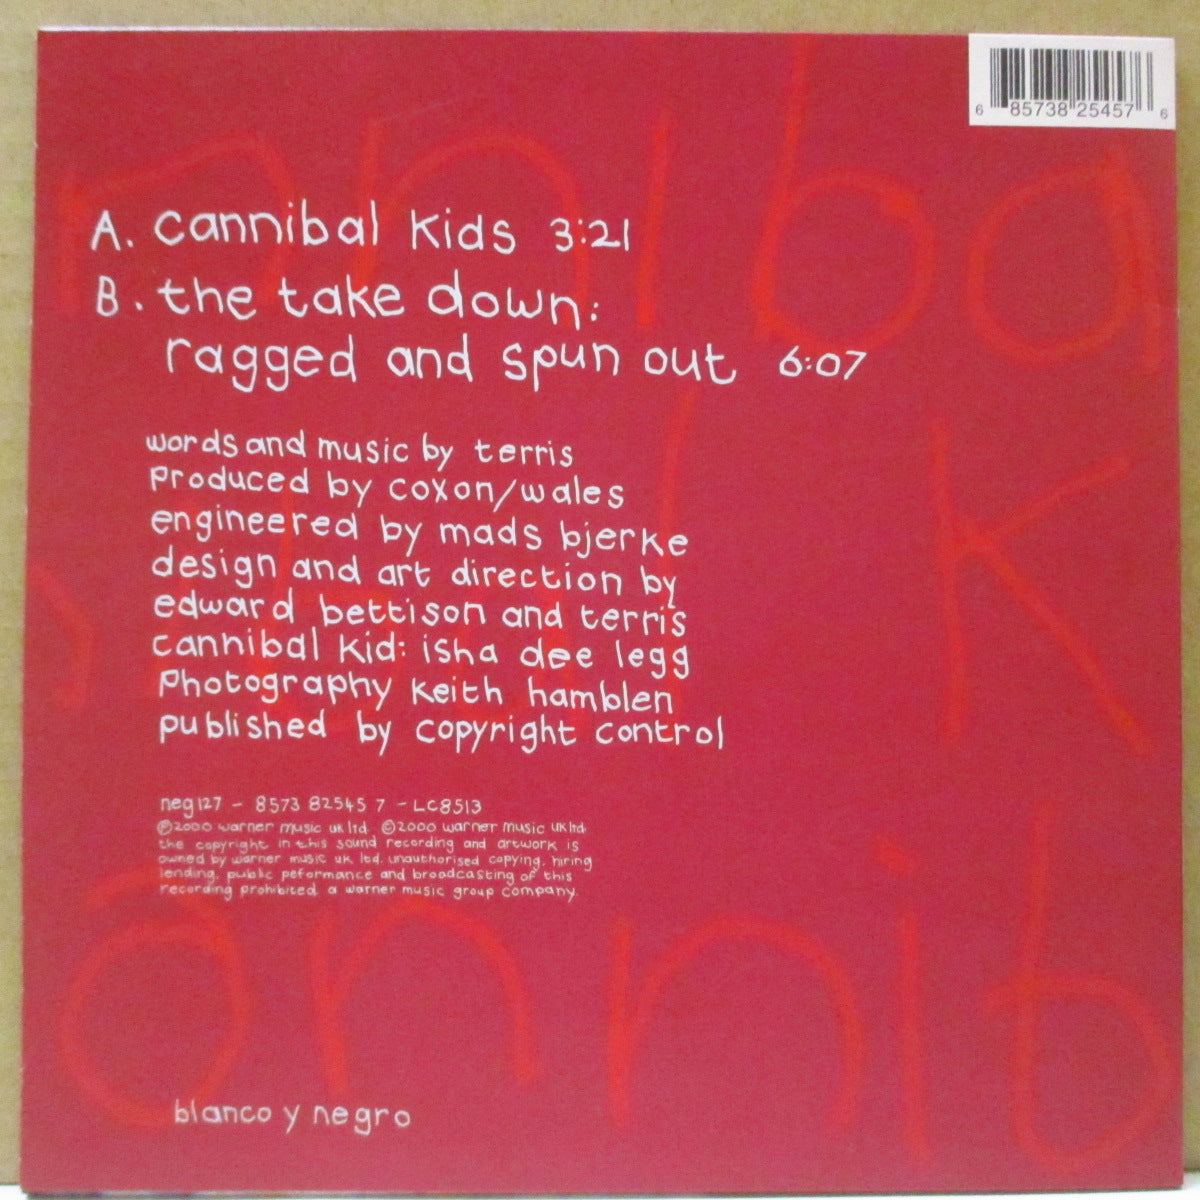 6 85738 25457 6
A. cannibal kids 3:21
B. the take down:
ragged and spun out 6:07
words and music by terris
produced by coxon/wales
engineered by mads bjerke
design and art direction by
edward bettison and terris
cannibal kid: isha dee legg
photography keith hamblen
published by copyright control
neg127 - 8573 82545 7 - LC8513
℗2000 warner music uk ltd. ©2000 warner music uk ltd.
the copyright in this sound recording and artwork is
owned by warner music uk ltd. unauthorised copying, hiring
lending, public peformance and broadcasting of this
recording prohibited. a warner music group company.
blanco y negro